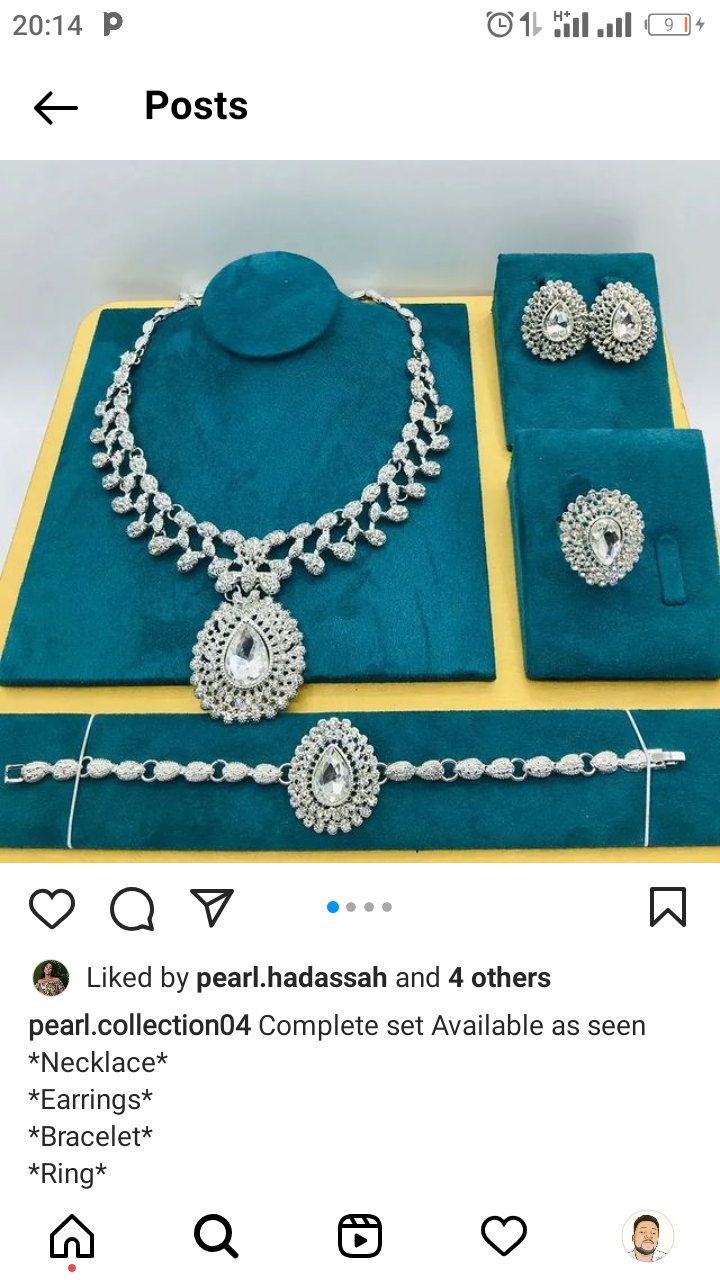 20:14
H+
9
Posts
Liked by pearl.hadassah and 4 others
pearl.collection04 Complete set Available as seen
*Necklace*
*Earrings*
*Bracelet*
*Ring*